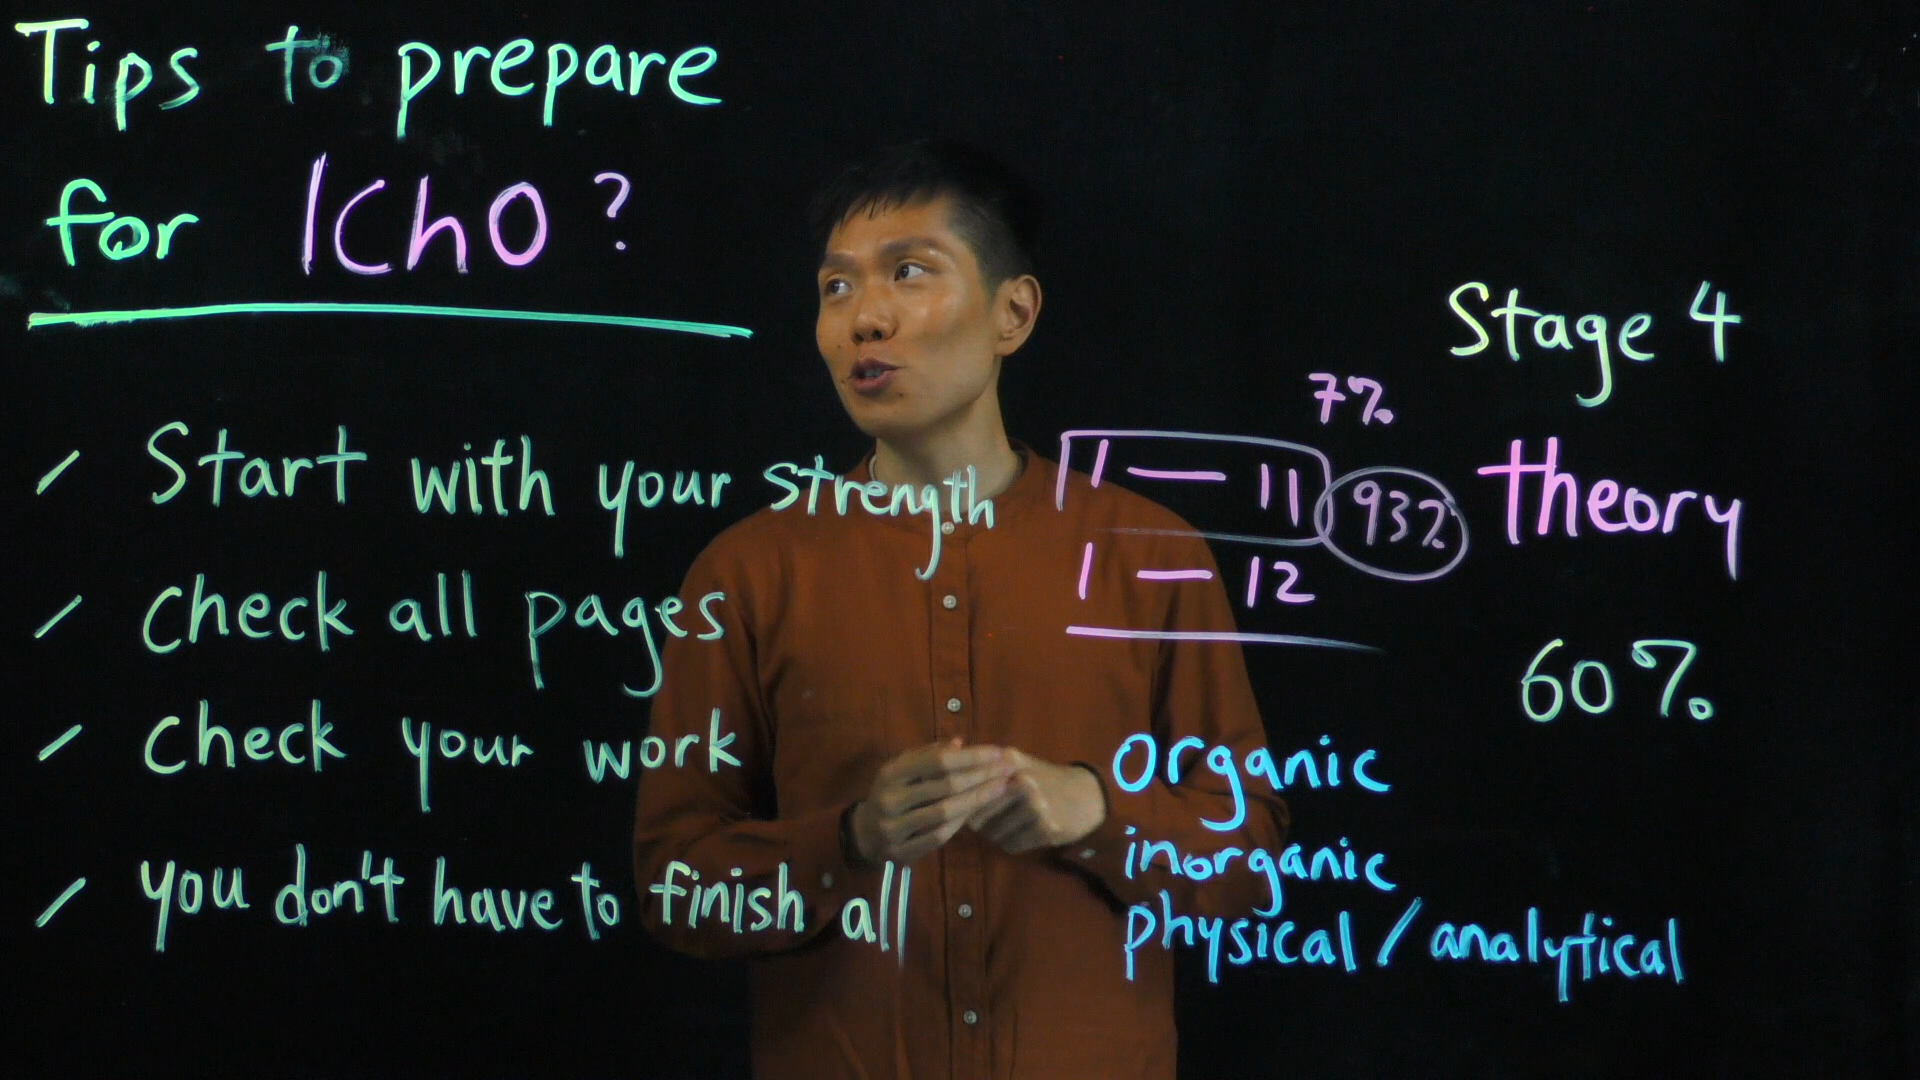 Tips to prepare
for IChO?
/ Start with your strength
/ check all pages
/ check your work
/ you don't have to finish all
Stage 4
7%
1 — 11 93%
theory
1 — 12
60%
organic
inorganic
physical / analytical